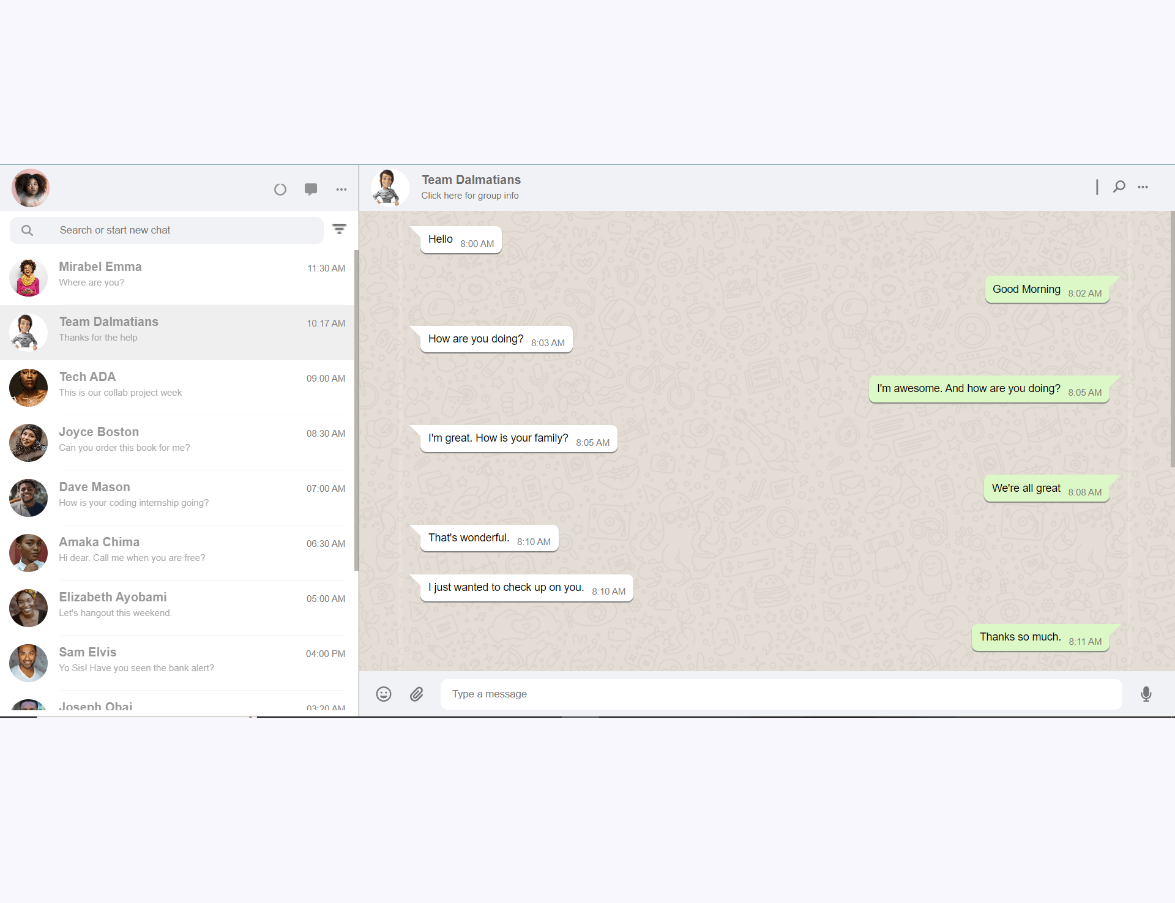 Search or start new chat
Mirabel Emma 11:30 AM
Where are you?
Team Dalmatians 10:17 AM
Thanks for the help
Tech ADA 09:00 AM
This is our collab project week
Joyce Boston 08:30 AM
Can you order this book for me?
Dave Mason 07:00 AM
How is your coding internship going?
Amaka Chima 06:30 AM
Hi dear. Call me when you are free?
Elizabeth Ayobami 05:00 AM
Let's hangout this weekend.
Sam Elvis 04:00 PM
Yo Sis! Have you seen the bank alert?
Joseph Obai 03:20 AM
Team Dalmatians
Click here for group info
Hello 8:00 AM
Good Morning 8:02 AM
How are you doing? 8:03 AM
I'm awesome. And how are you doing? 8:05 AM
I'm great. How is your family? 8:05 AM
We're all great 8:08 AM
That's wonderful. 8:10 AM
I just wanted to check up on you. 8:10 AM
Thanks so much. 8:11 AM
Type a message